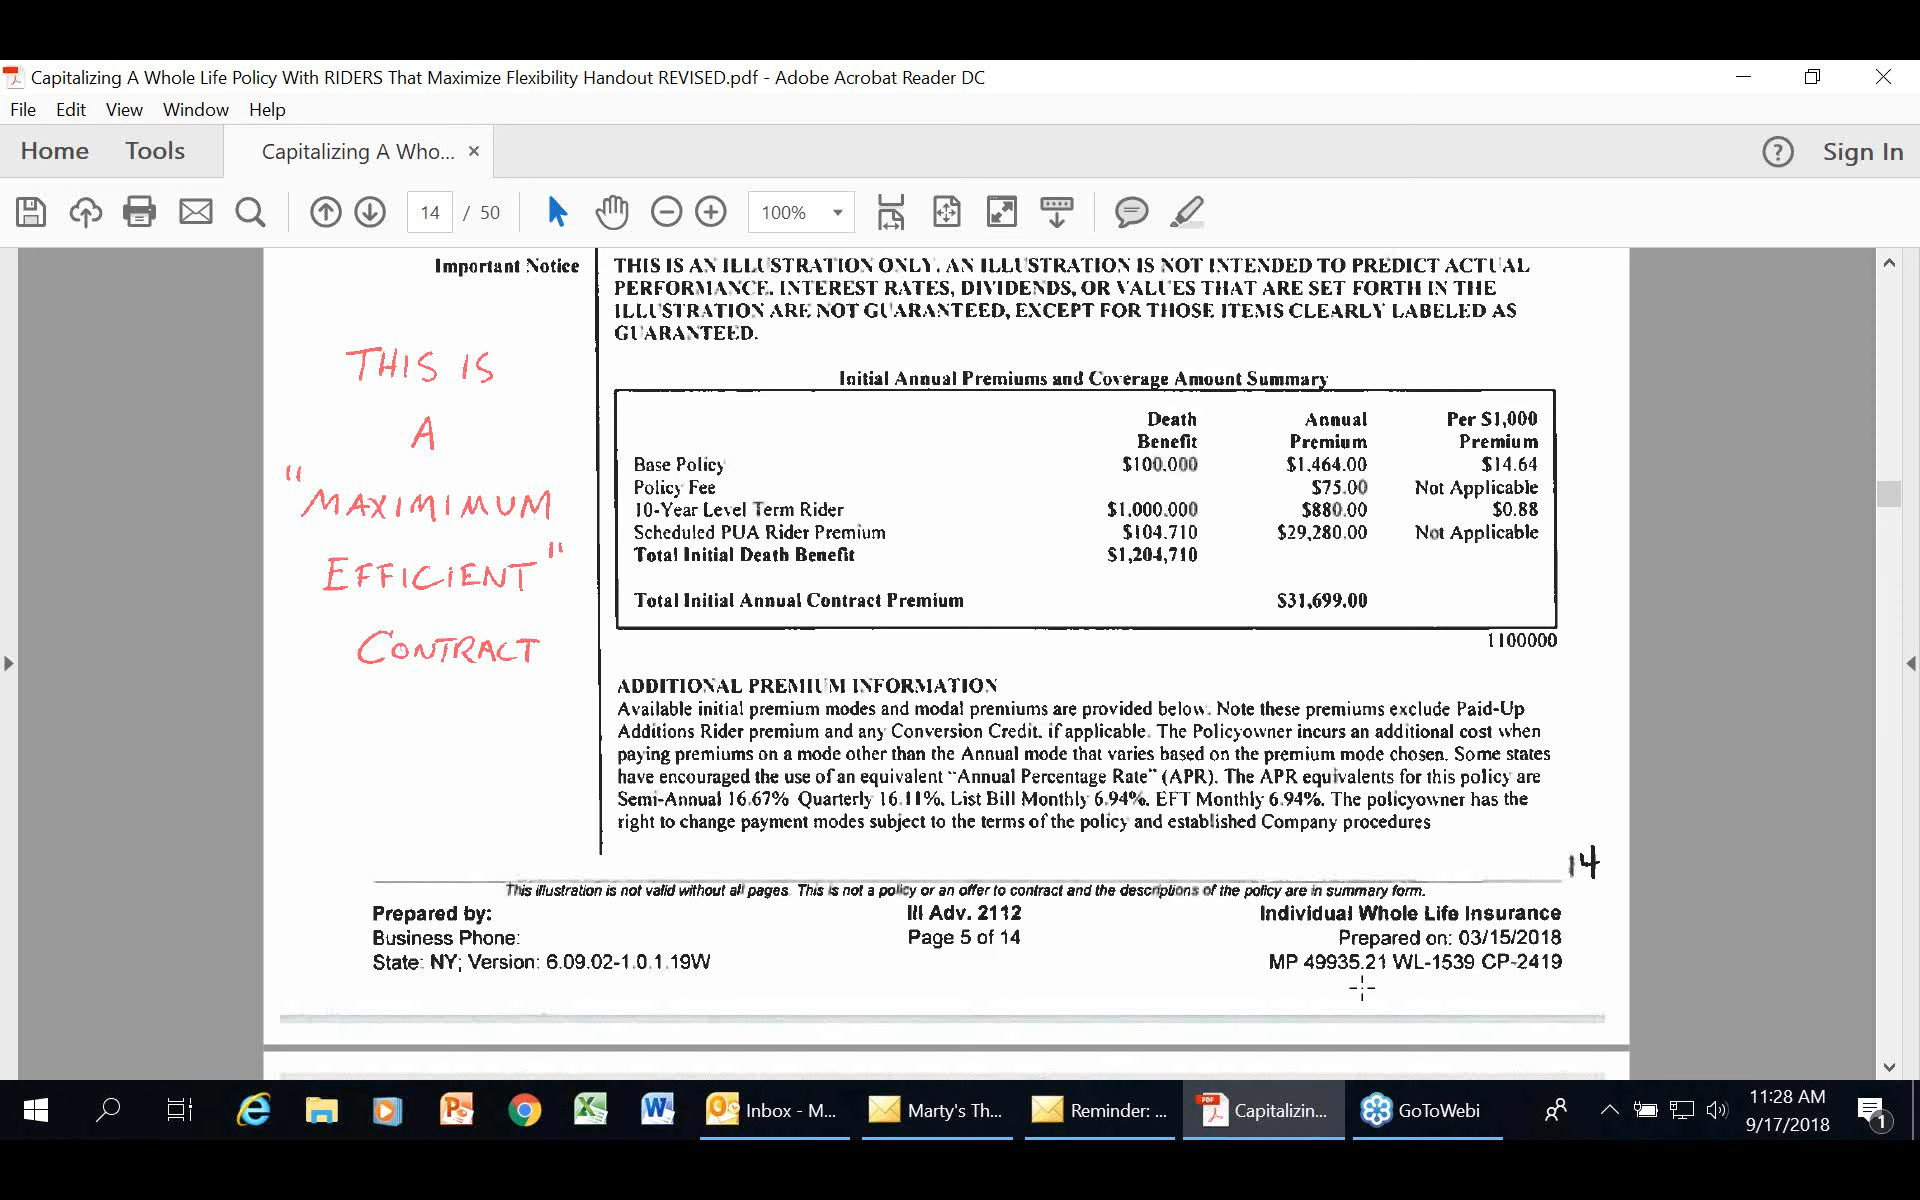 Capitalizing A Whole Life Policy With RIDERS That Maximize Flexibility Handout REVISED.pdf - Adobe Acrobat Reader DC
File Edit View Window Help
Home Tools Capitalizing A Who... × ? Sign In
14 / 50 100%
Important Notice
THIS IS AN ILLUSTRATION ONLY. AN ILLUSTRATION IS NOT INTENDED TO PREDICT ACTUAL
PERFORMANCE. INTEREST RATES, DIVIDENDS, OR VALUES THAT ARE SET FORTH IN THE
ILLUSTRATION ARE NOT GUARANTEED, EXCEPT FOR THOSE ITEMS CLEARLY LABELED AS
GUARANTEED.
THIS IS
A
"MAXIMIMUM
EFFICIENT"
CONTRACT
Initial Annual Premiums and Coverage Amount Summary
Death Annual Per $1,000
Benefit Premium Premium
Base Policy $100,000 $1,464.00 $14.64
Policy Fee $75.00 Not Applicable
10-Year Level Term Rider $1,000,000 $880.00 $0.88
Scheduled PUA Rider Premium $104,710 $29,280.00 Not Applicable
Total Initial Death Benefit $1,204,710
Total Initial Annual Contract Premium $31,699.00
1100000
ADDITIONAL PREMIUM INFORMATION
Available initial premium modes and modal premiums are provided below. Note these premiums exclude Paid-Up
Additions Rider premium and any Conversion Credit, if applicable. The Policyowner incurs an additional cost when
paying premiums on a mode other than the Annual mode that varies based on the premium mode chosen. Some states
have encouraged the use of an equivalent "Annual Percentage Rate" (APR). The APR equivalents for this policy are
Semi-Annual 16.67% Quarterly 16.11%, List Bill Monthly 6.94%, EFT Monthly 6.94%. The policyowner has the
right to change payment modes subject to the terms of the policy and established Company procedures
14
This illustration is not valid without all pages. This is not a policy or an offer to contract and the descriptions of the policy are in summary form.
Prepared by: Ill Adv. 2112 Individual Whole Life Insurance
Business Phone: Page 5 of 14 Prepared on: 03/15/2018
State: NY; Version: 6.09.02-1.0.1.19W MP 49935.21 WL-1539 CP-2419
Inbox - M... Marty's Th... Reminder: ... Capitalizin... GoToWebi
11:28 AM
9/17/2018
1